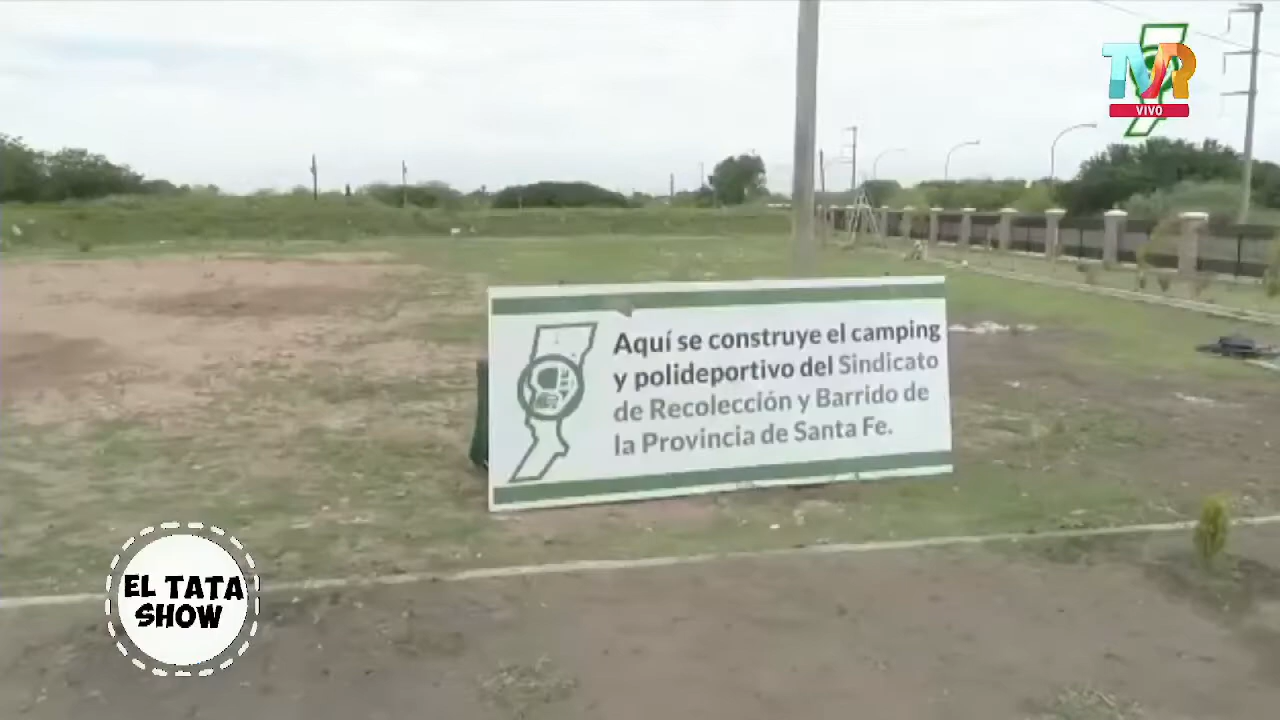 TVR
VIVO
Aquí se construye el camping
y polideportivo del Sindicato
de Recolección y Barrido de
la Provincia de Santa Fe.
EL TATA
SHOW